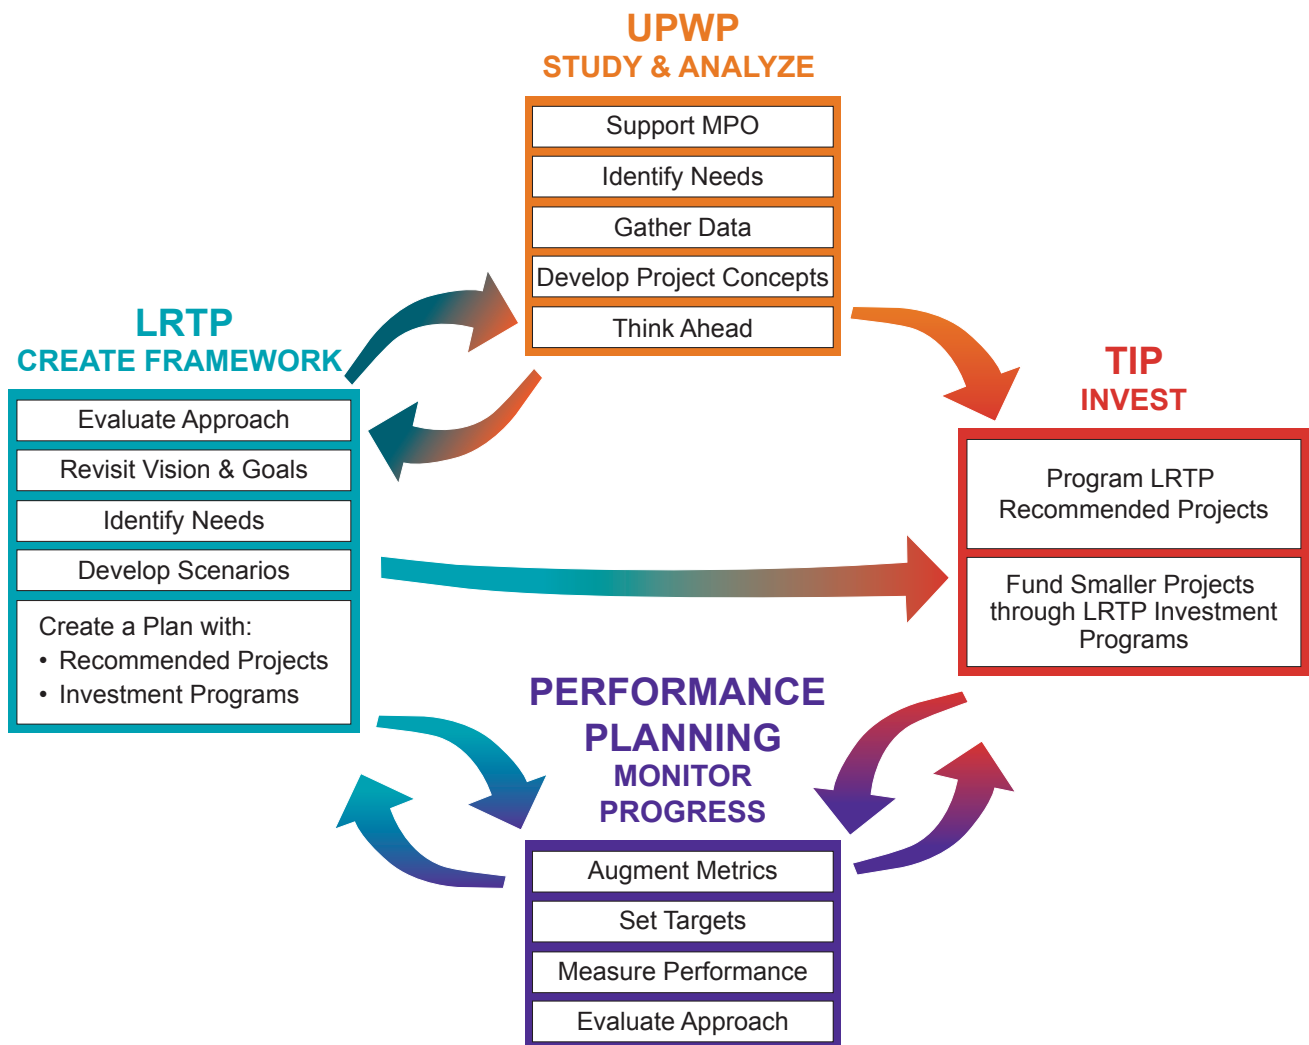 UPWP
STUDY & ANALYZE
Support MPO
Identify Needs
Gather Data
Develop Project Concepts
Think Ahead
LRTP
CREATE FRAMEWORK
Evaluate Approach
Revisit Vision & Goals
Identify Needs
Develop Scenarios
Create a Plan with:
• Recommended Projects
• Investment Programs
TIP
INVEST
Program LRTP
Recommended Projects
Fund Smaller Projects
through LRTP Investment
Programs
PERFORMANCE
PLANNING
MONITOR
PROGRESS
Augment Metrics
Set Targets
Measure Performance
Evaluate Approach